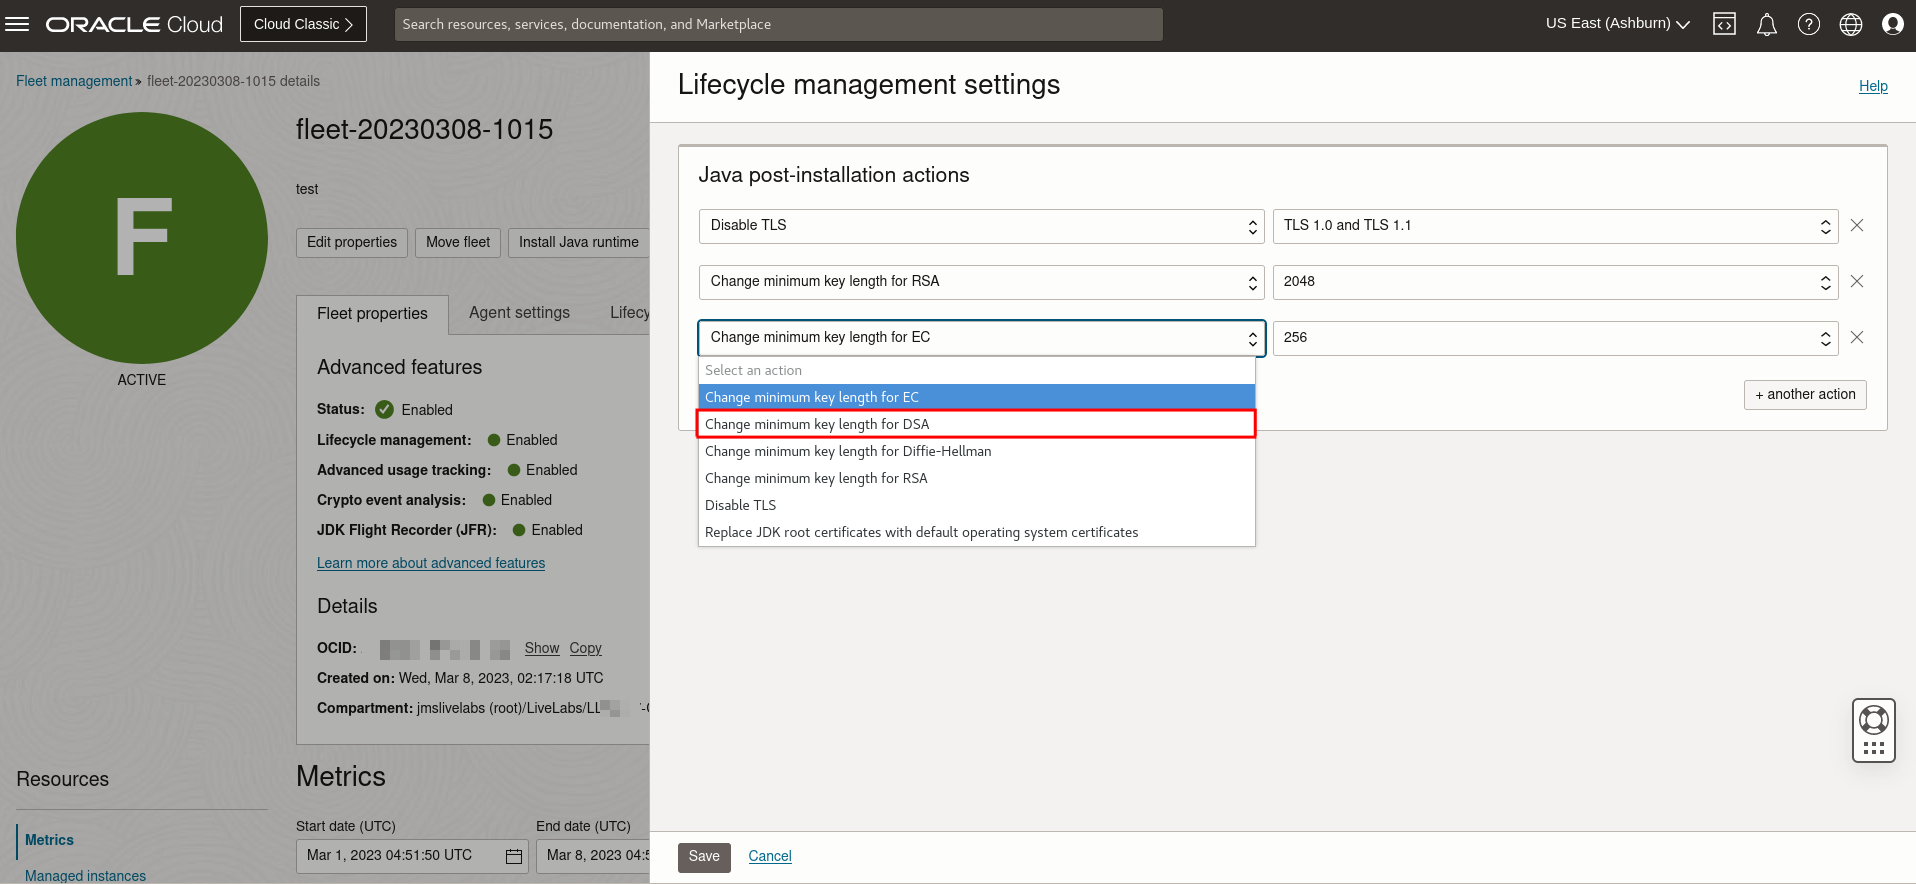 ORACLE Cloud
Cloud Classic
Search resources, services, documentation, and Marketplace
US East (Ashburn)
Fleet management » fleet-20230308-1015 details
F
ACTIVE
fleet-20230308-1015
test
Edit properties
Move fleet
Install Java runtime
Fleet properties
Agent settings
Lifecy
Advanced features
Status: Enabled
Lifecycle management: Enabled
Advanced usage tracking: Enabled
Crypto event analysis: Enabled
JDK Flight Recorder (JFR): Enabled
Learn more about advanced features
Details
OCID: Show Copy
Created on: Wed, Mar 8, 2023, 02:17:18 UTC
Compartment: jmslivelabs (root)/LiveLabs/LL
Resources
Metrics
Managed instances
Metrics
Start date (UTC)
Mar 1, 2023 04:51:50 UTC
End date (UTC)
Mar 8, 2023 04:5
Lifecycle management settings
Help
Java post-installation actions
Disable TLS
TLS 1.0 and TLS 1.1
Change minimum key length for RSA
2048
Change minimum key length for EC
256
Select an action
Change minimum key length for EC
Change minimum key length for DSA
Change minimum key length for Diffie-Hellman
Change minimum key length for RSA
Disable TLS
Replace JDK root certificates with default operating system certificates
+ another action
Save
Cancel